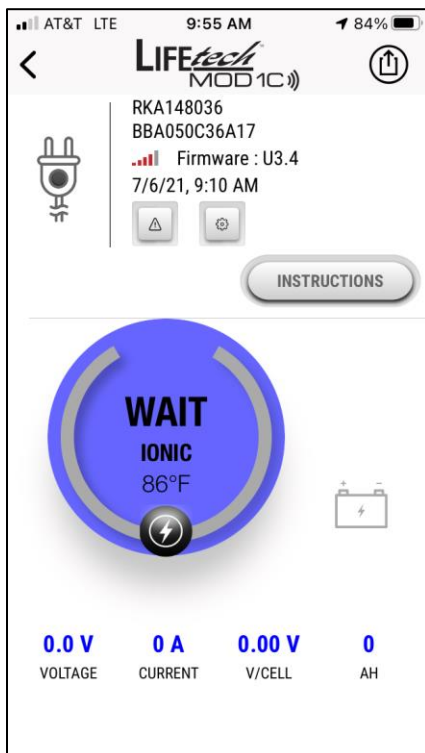 AT&T LTE 9:55 AM 84%
LIFEtech™
MOD1C
RKA148036
BBA050C36A17
Firmware : U3.4
7/6/21, 9:10 AM
INSTRUCTIONS
WAIT
IONIC
86°F
+ −
0.0 V 0 A 0.00 V 0
VOLTAGE CURRENT V/CELL AH